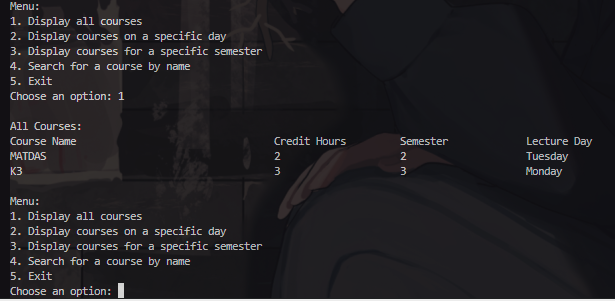 Menu:
1. Display all courses
2. Display courses on a specific day
3. Display courses for a specific semester
4. Search for a course by name
5. Exit
Choose an option: 1
All Courses:
Course Name Credit Hours Semester Lecture Day
MATDAS 2 2 Tuesday
K3 3 3 Monday
Menu:
1. Display all courses
2. Display courses on a specific day
3. Display courses for a specific semester
4. Search for a course by name
5. Exit
Choose an option: